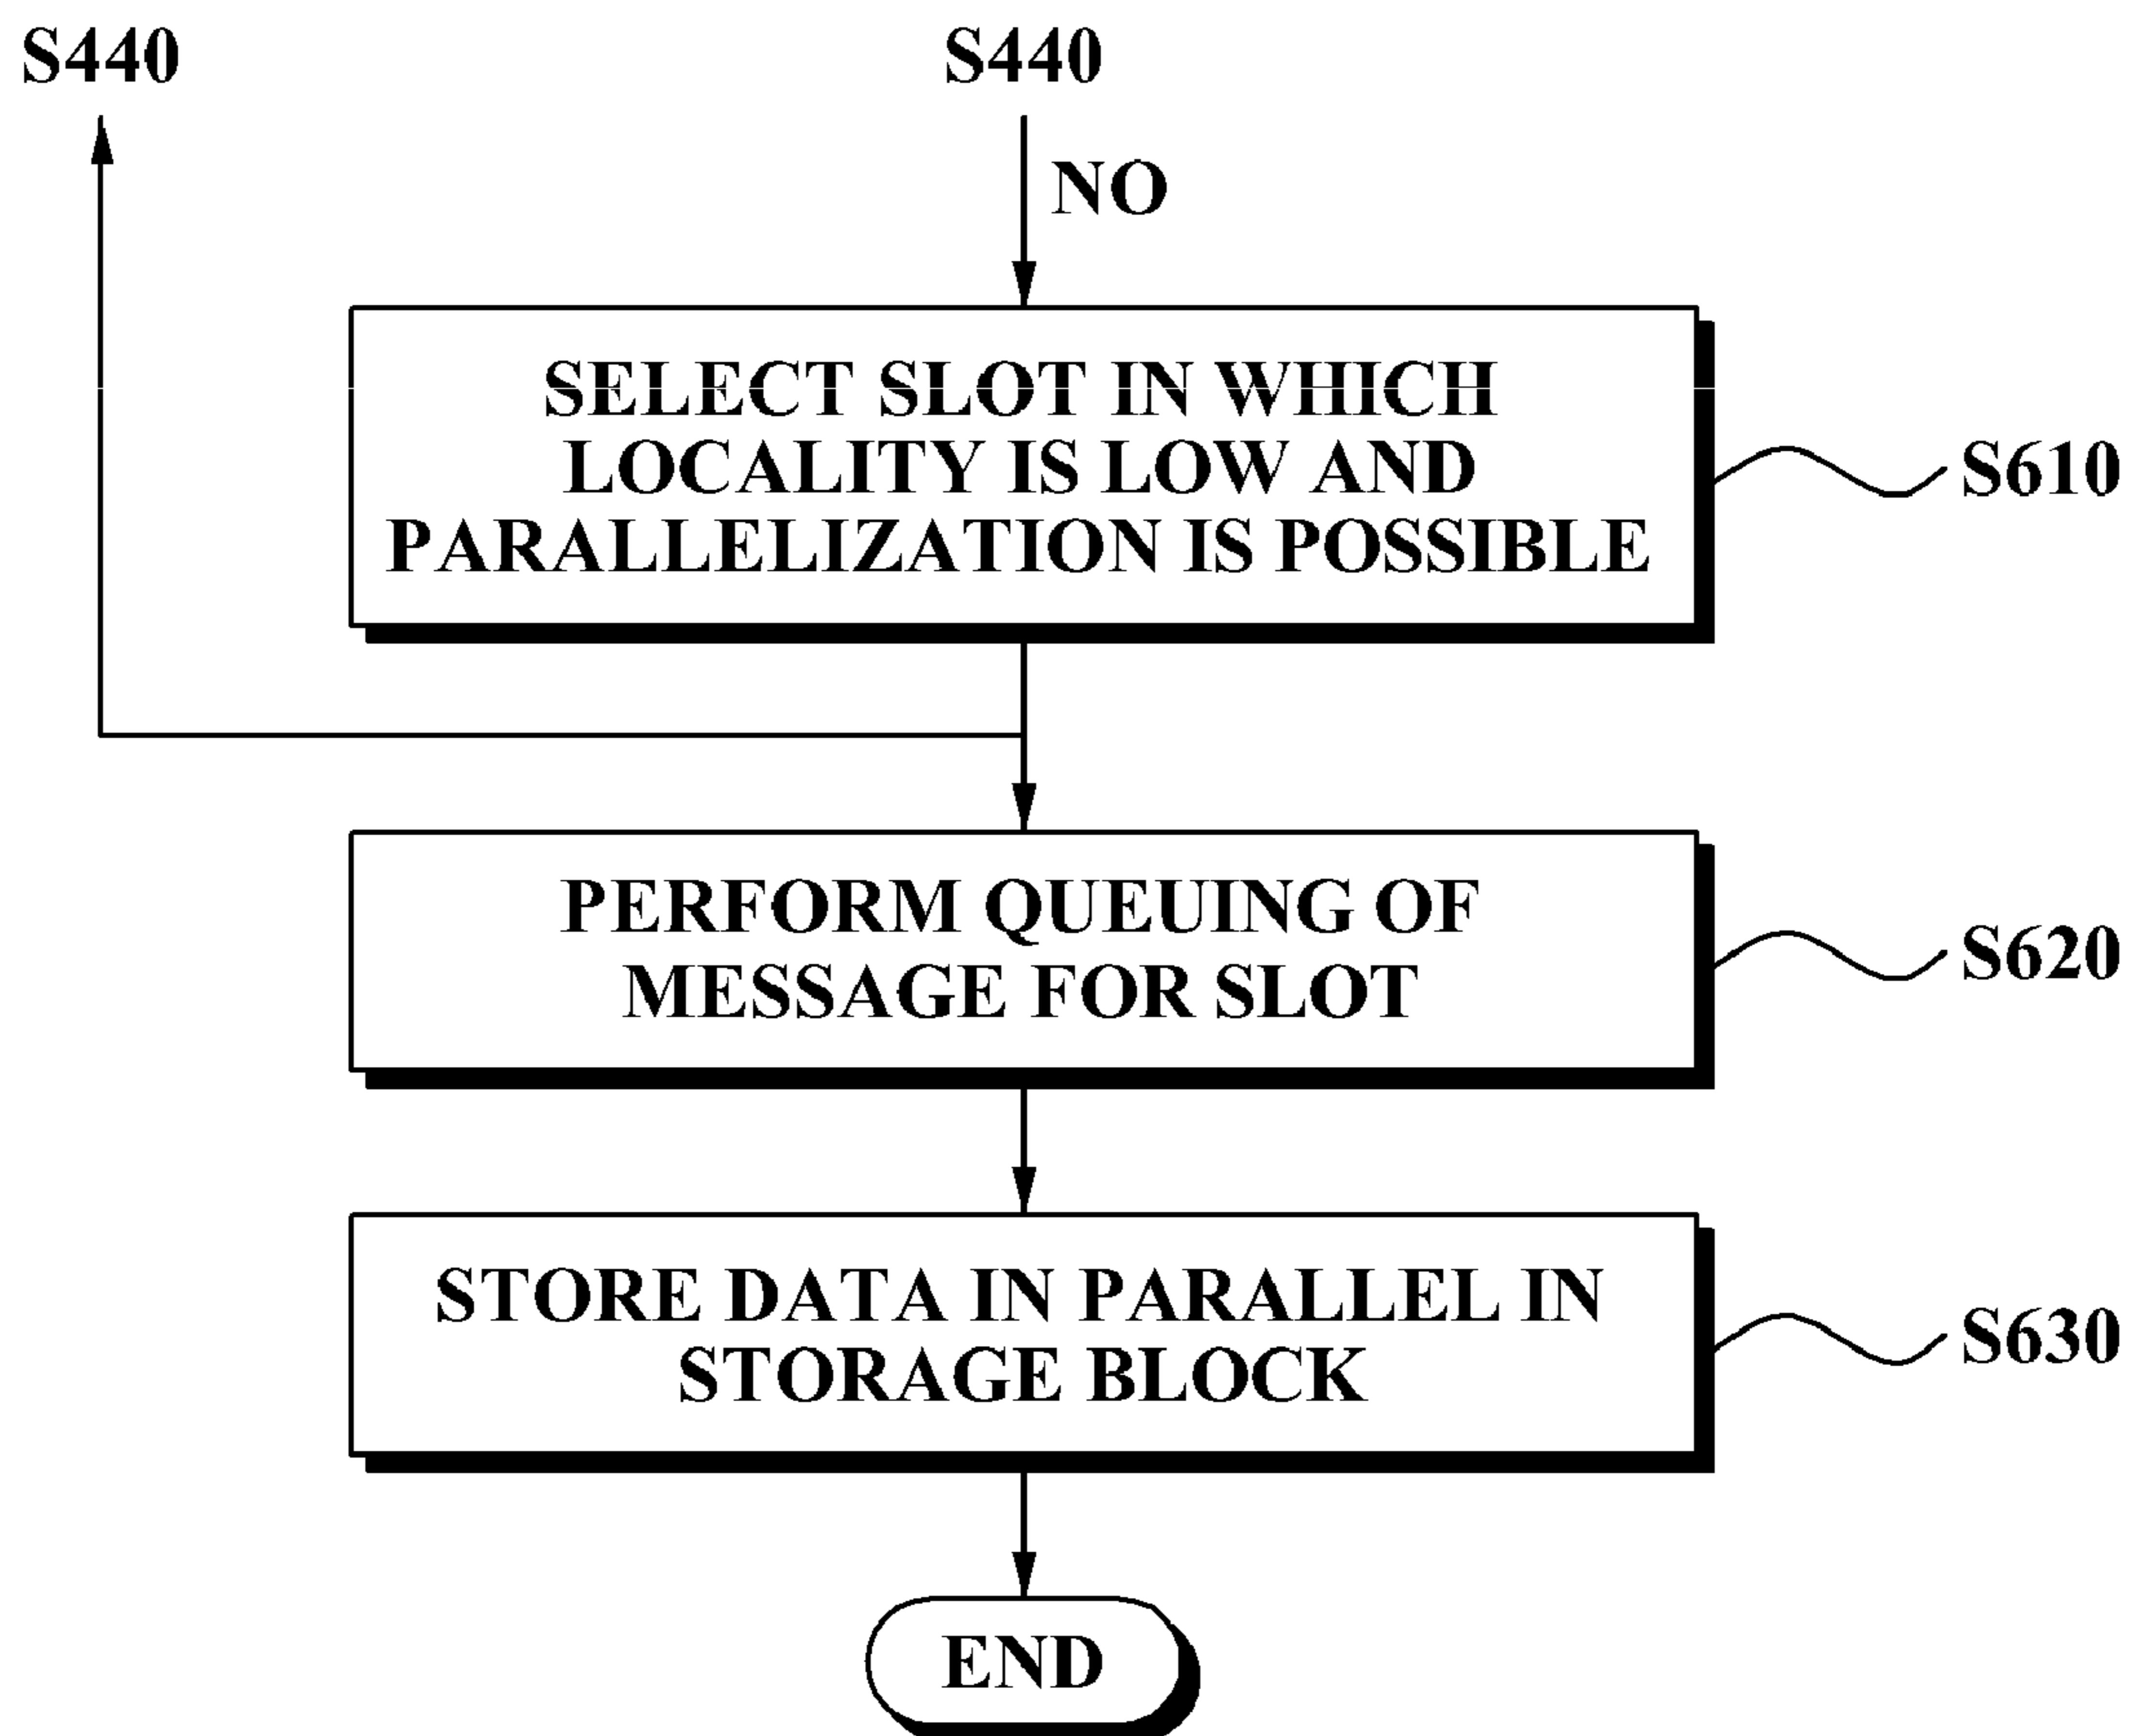 S440
S440
NO
SELECT SLOT IN WHICH
LOCALITY IS LOW AND
PARALLELIZATION IS POSSIBLE
S610
PERFORM QUEUING OF
MESSAGE FOR SLOT
S620
STORE DATA IN PARALLEL IN
STORAGE BLOCK
S630
END